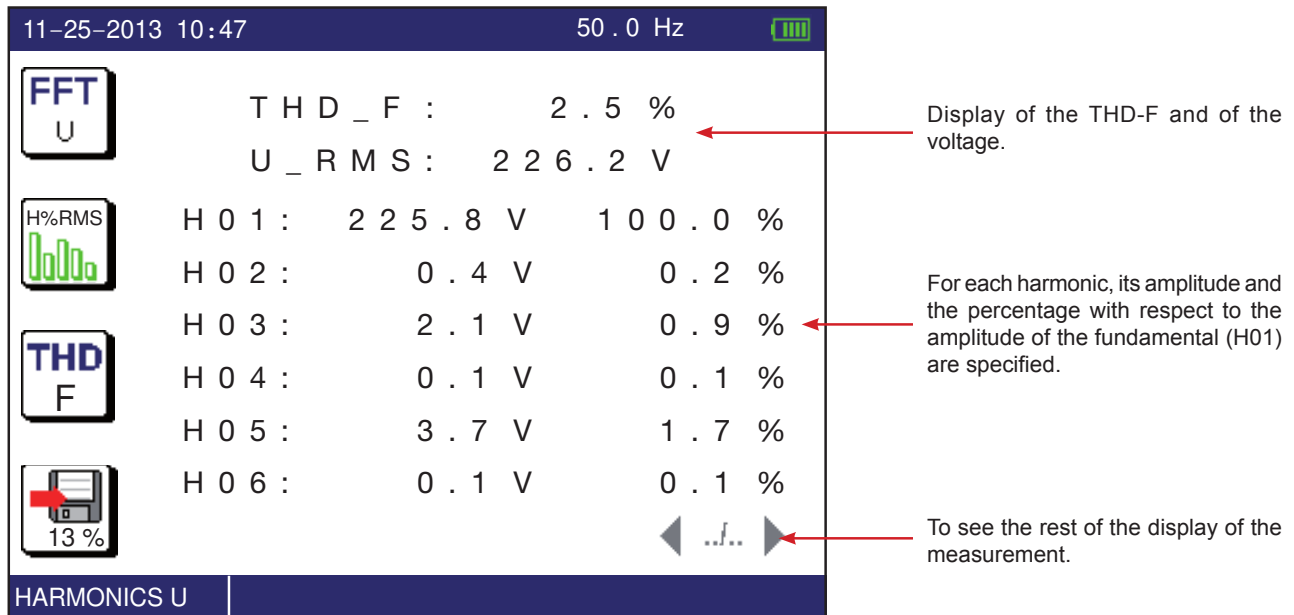 11-25-2013 10:47 50.0 Hz
FFT
U
THD_F: 2.5 %
U_RMS: 226.2 V
Display of the THD-F and of the
voltage.
H%RMS
H01: 225.8 V 100.0 %
H02: 0.4 V 0.2 %
H03: 2.1 V 0.9 %
H04: 0.1 V 0.1 %
H05: 3.7 V 1.7 %
H06: 0.1 V 0.1 %
For each harmonic, its amplitude and
the percentage with respect to the
amplitude of the fundamental (H01)
are specified.
THD
F
13 %
To see the rest of the display of the
measurement.
HARMONICS U